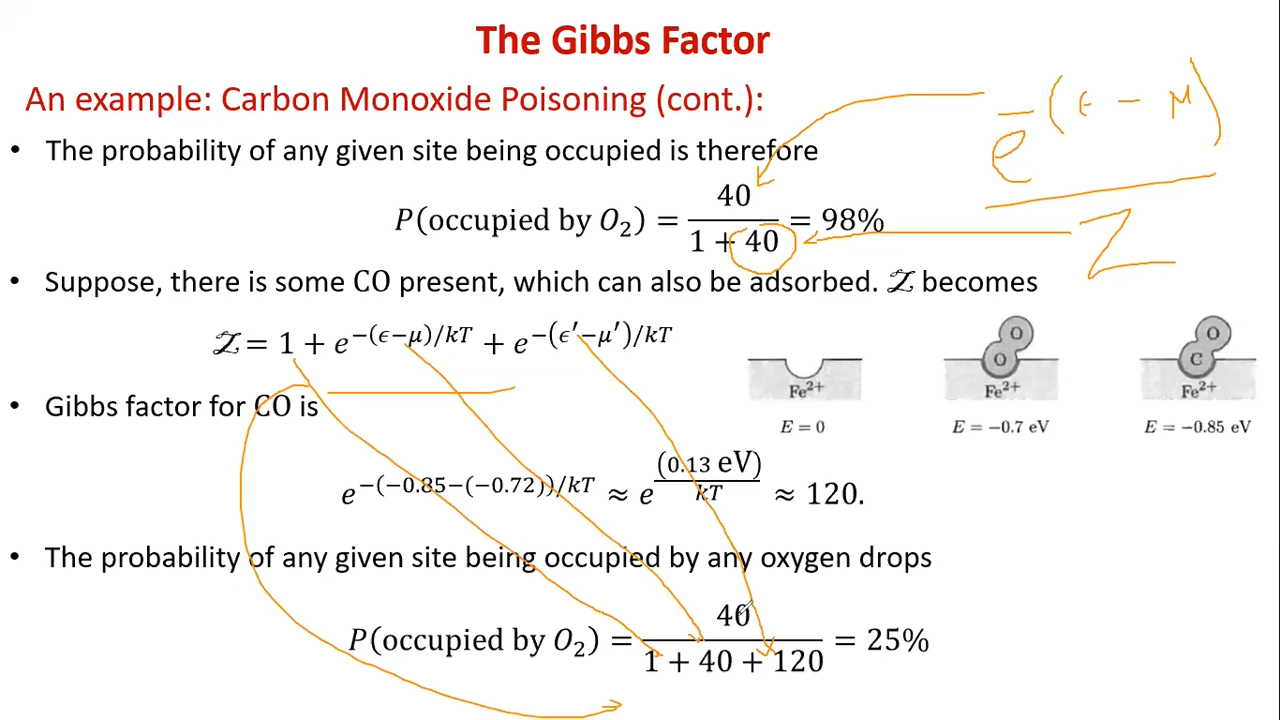 The Gibbs Factor
An example: Carbon Monoxide Poisoning (cont.):
e^-(ϵ - μ)
Z
• The probability of any given site being occupied is therefore
P(occupied by O₂) = 40/(1 + 40) = 98%
• Suppose, there is some CO present, which can also be adsorbed. 𝒵 becomes
𝒵 = 1 + e^−(ϵ−μ)/kT + e^−(ϵ′−μ′)/kT
O O O C
Fe²⁺ Fe²⁺ Fe²⁺
E = 0 E = −0.7 eV E = −0.85 eV
• Gibbs factor for CO is
e^−(−0.85−(−0.72))/kT ≈ e^(0.13 eV)/kT ≈ 120.
• The probability of any given site being occupied by any oxygen drops
P(occupied by O₂) = 40/(1 + 40 + 120) = 25%